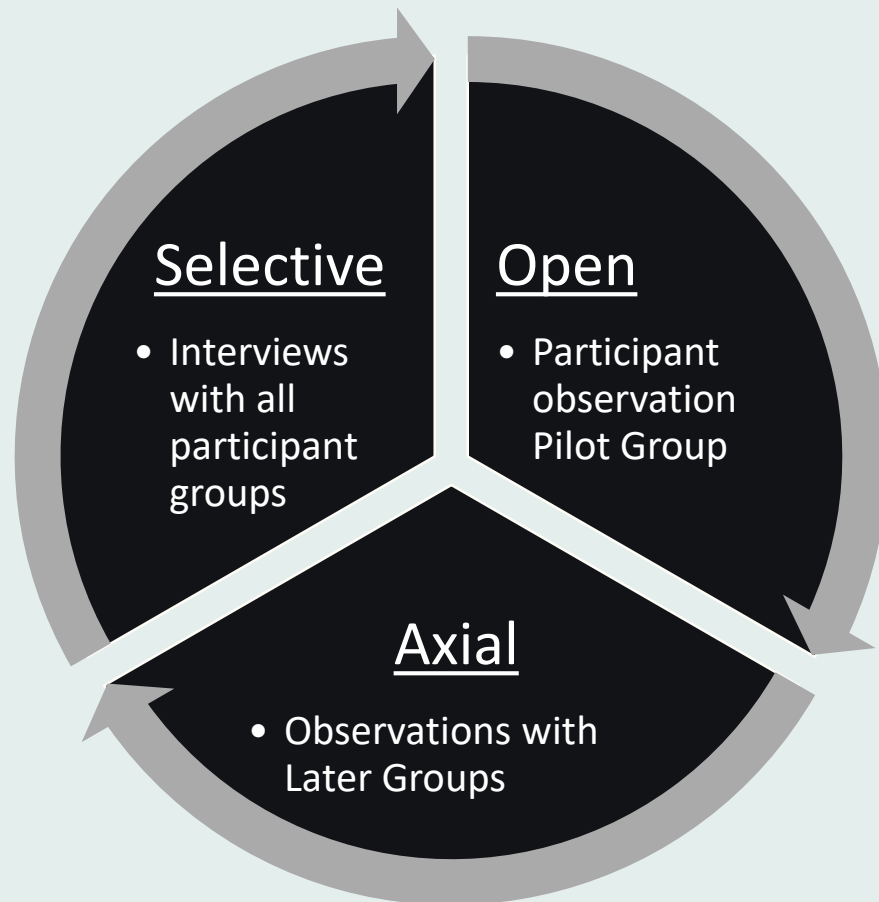 Selective
• Interviews
with all
participant
groups
Open
• Participant
observation
Pilot Group
Axial
• Observations with
Later Groups